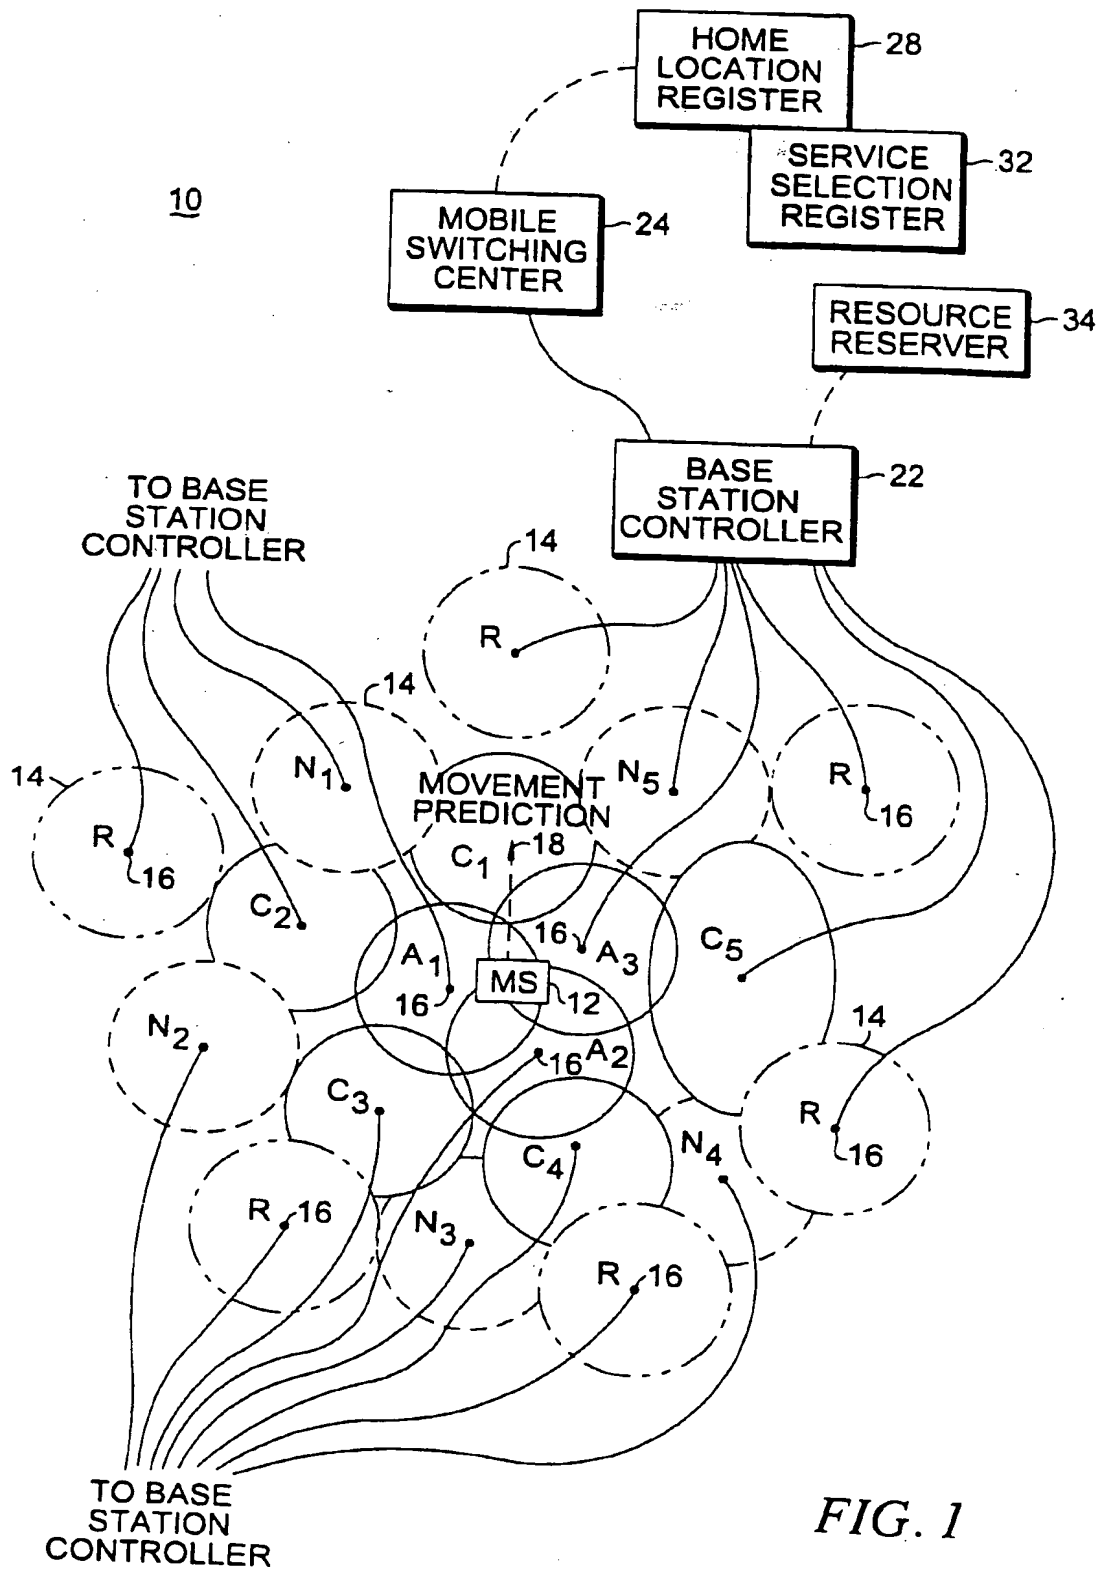 HOME
LOCATION
REGISTER
28
SERVICE
SELECTION
REGISTER
32
10
MOBILE
SWITCHING
CENTER
24
RESOURCE
RESERVER
34
BASE
STATION
CONTROLLER
22
TO BASE
STATION
CONTROLLER
14
R
14
N1
MOVEMENT
PREDICTION
N5
R
16
14
R
16
C1
18
C2
A1
16
16
A3
C5
MS
12
N2
16
A2
14
C3
C4
N4
R
16
R
16
N3
R
16
TO BASE
STATION
CONTROLLER
FIG. 1